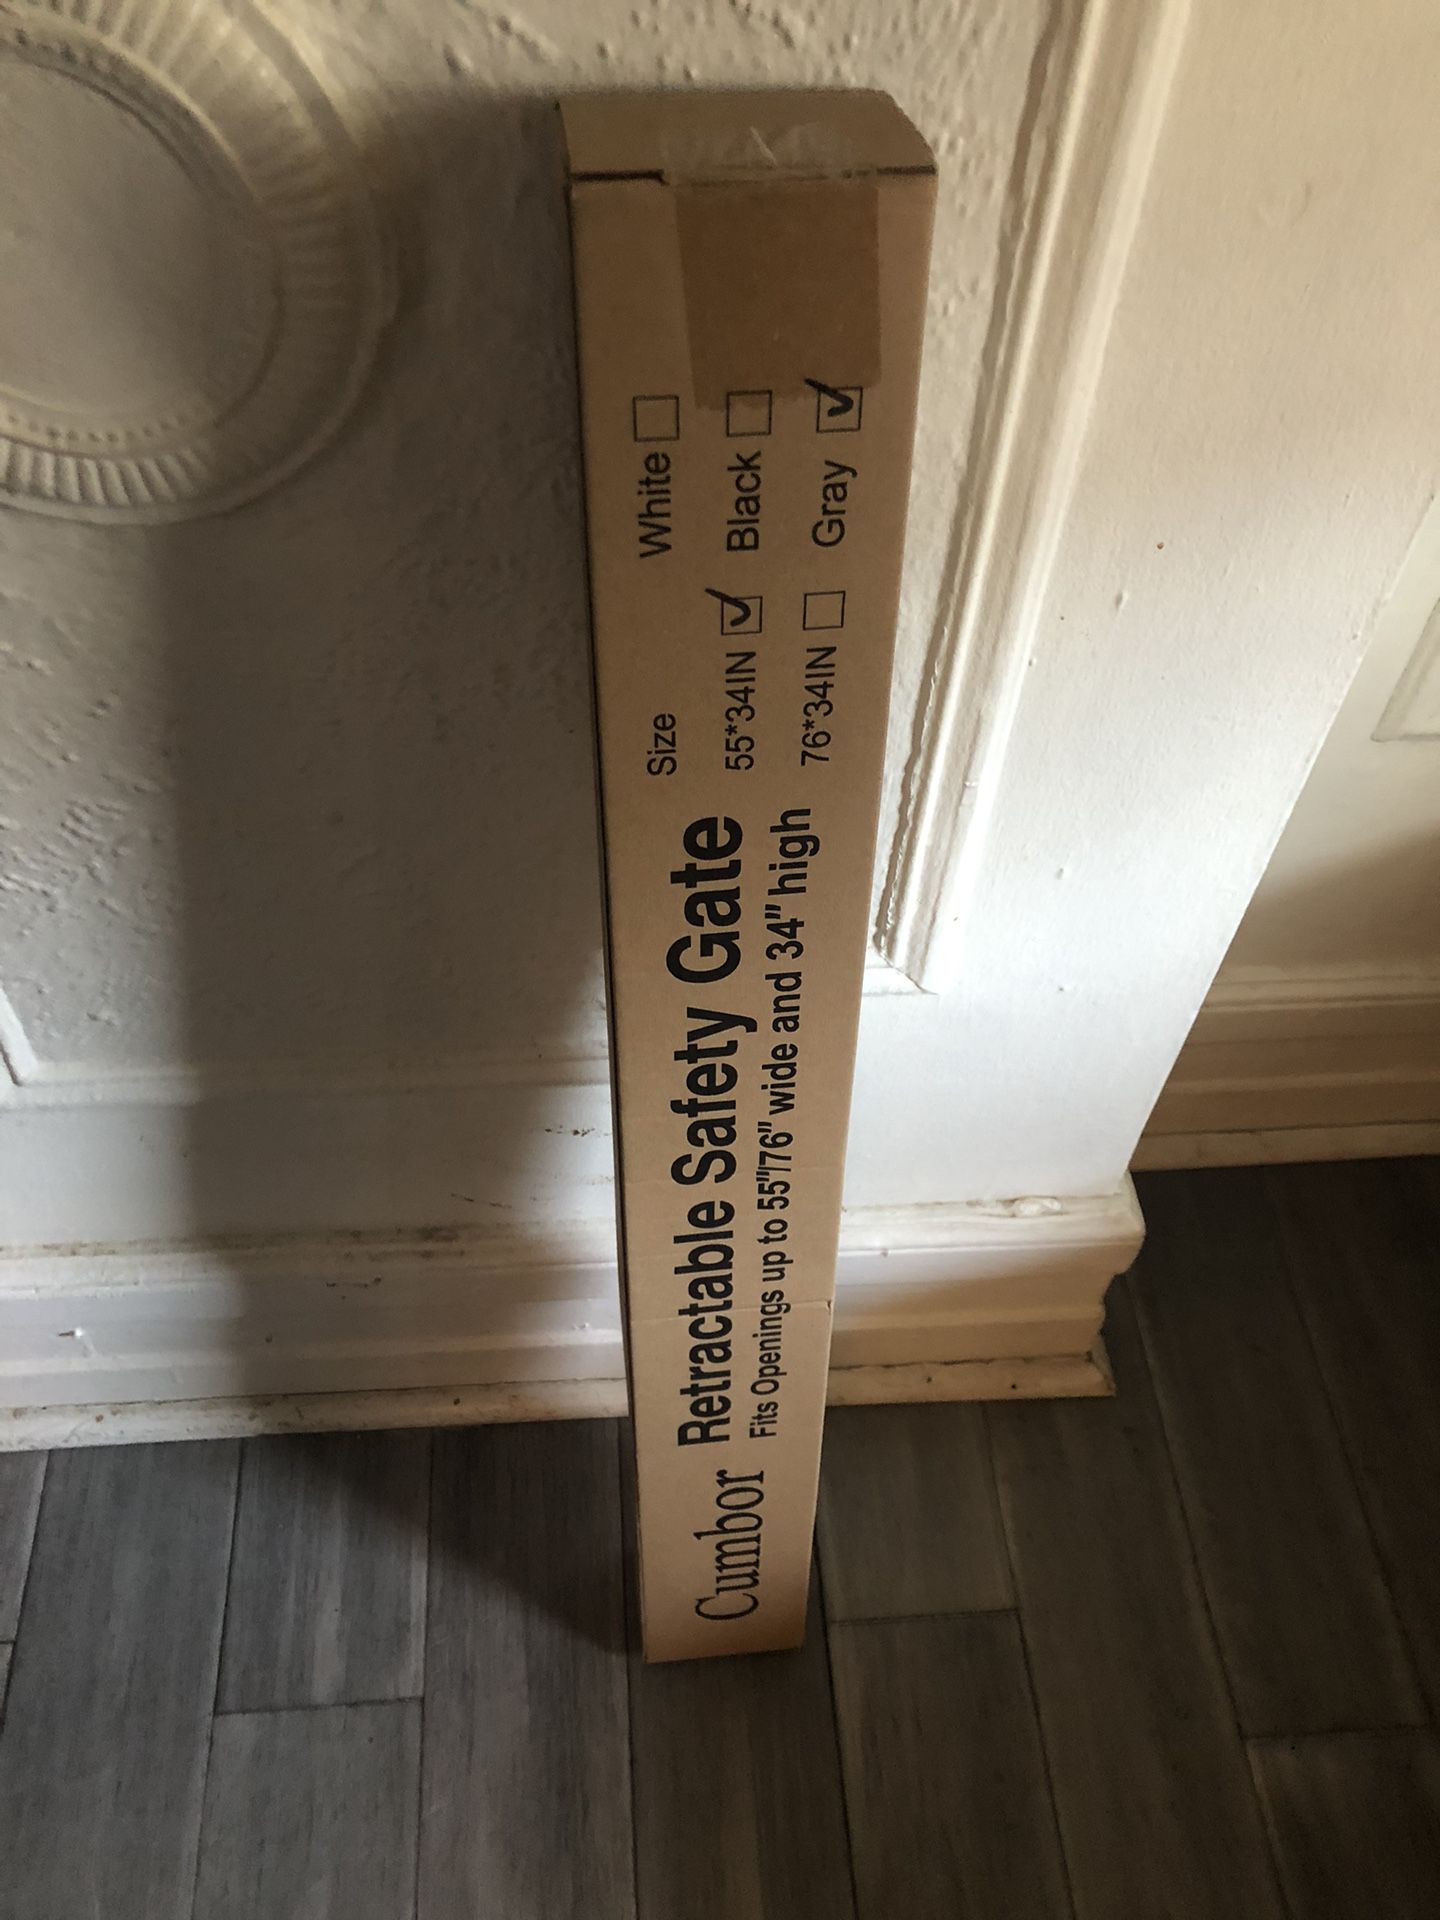 Cumbor
Retractable Safety Gate
Fits Openings up to 55"/76" wide and 34" high
Size
55*34IN ☑
76*34IN ☐
White ☐
Black ☐
Gray ☑